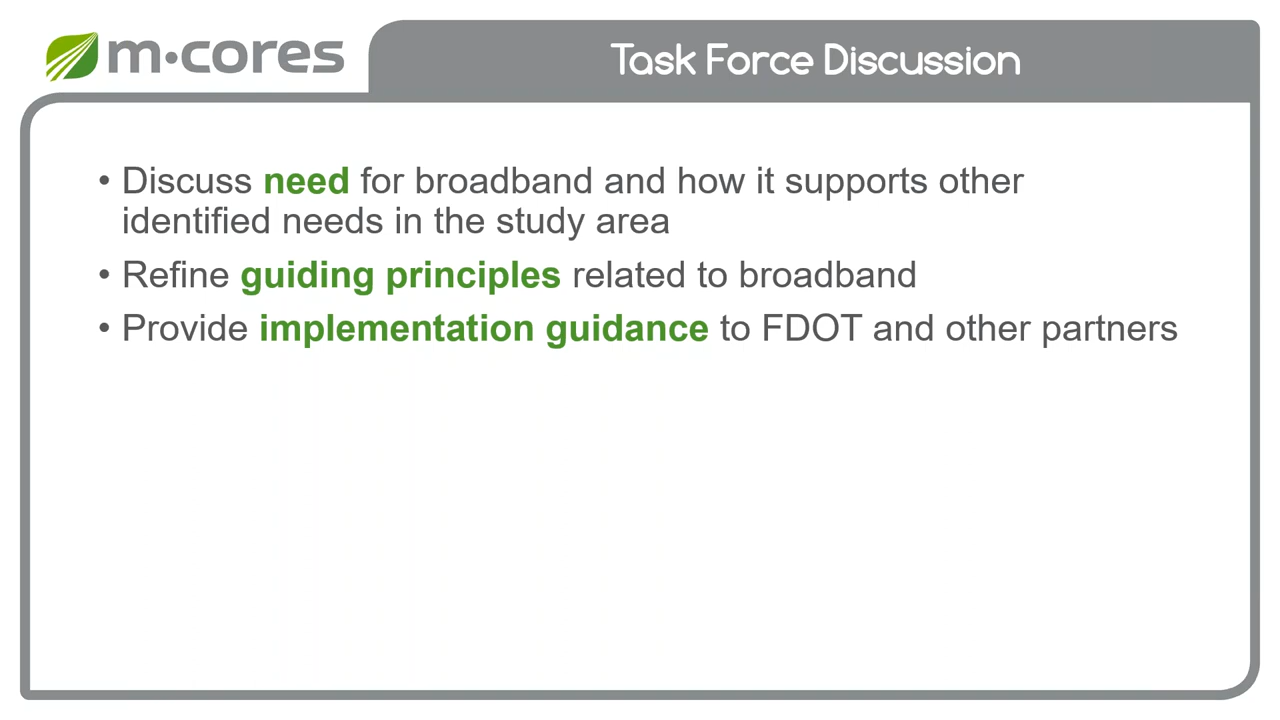 m·cores
Task Force Discussion
• Discuss need for broadband and how it supports other
identified needs in the study area
• Refine guiding principles related to broadband
• Provide implementation guidance to FDOT and other partners